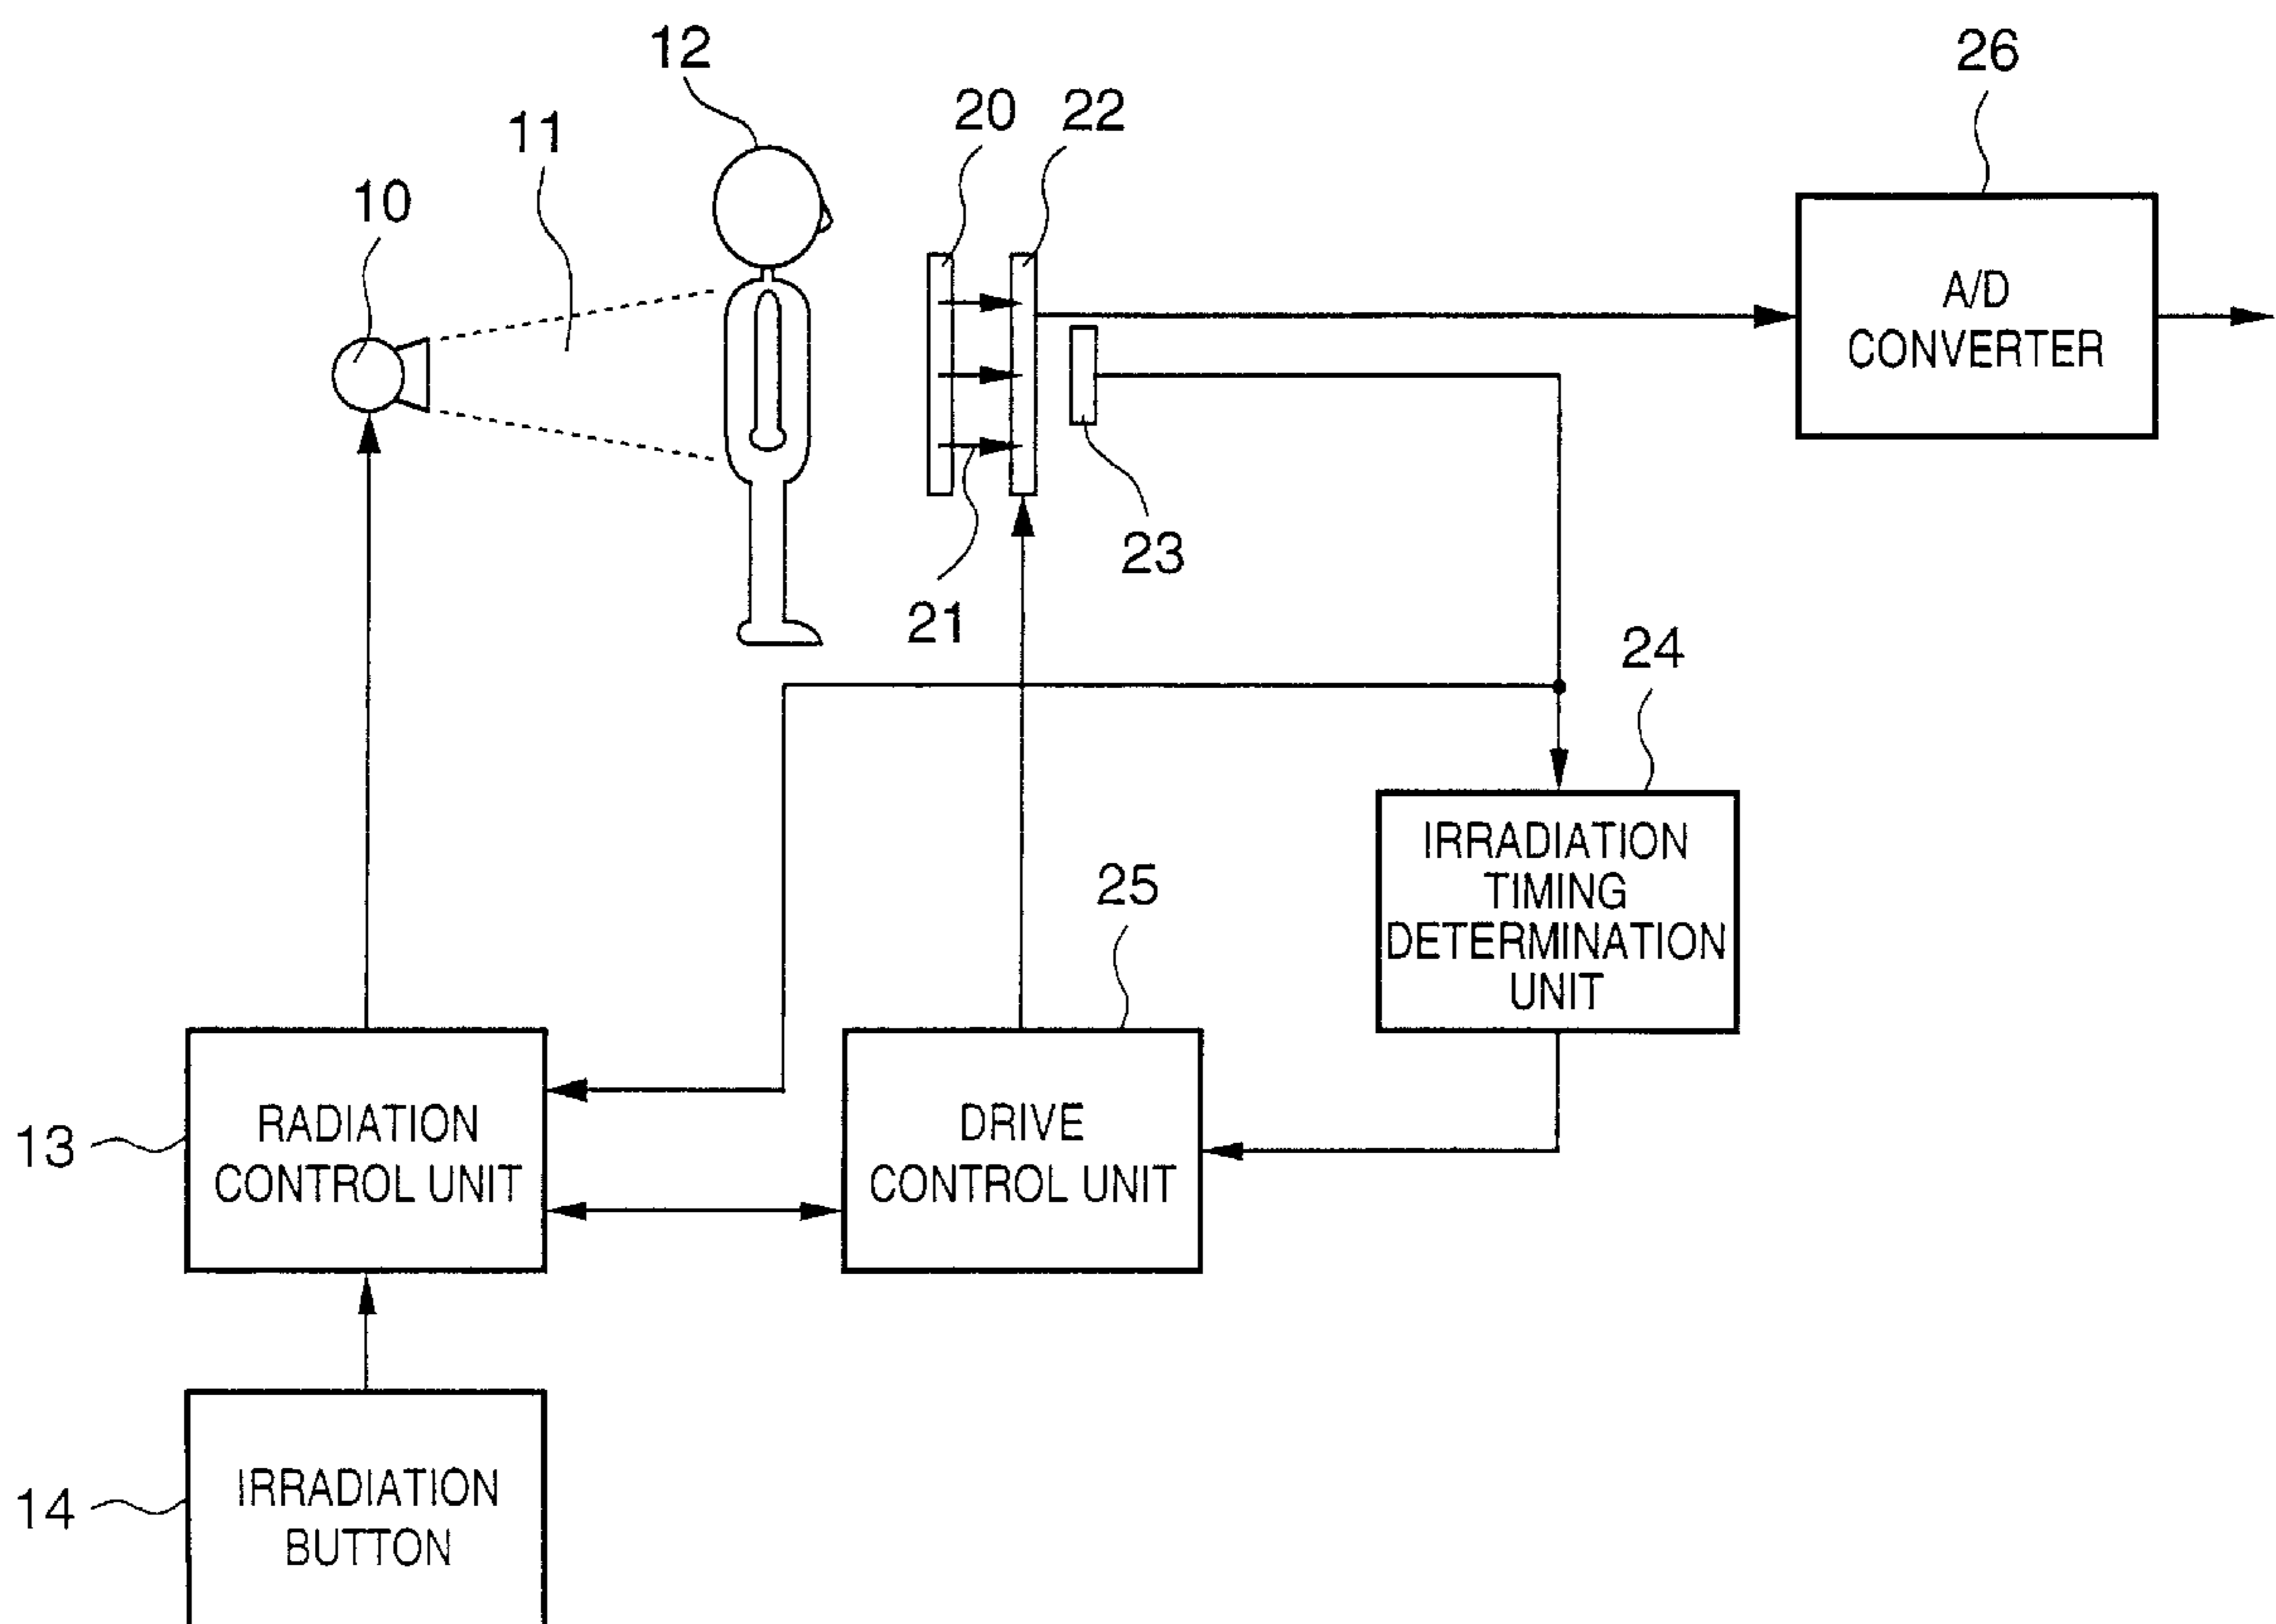 12
26
20
22
11
10
A/D
CONVERTER
23
21
24
IRRADIATION
TIMING
DETERMINATION
UNIT
25
13
RADIATION
CONTROL UNIT
DRIVE
CONTROL UNIT
14
IRRADIATION
BUTTON